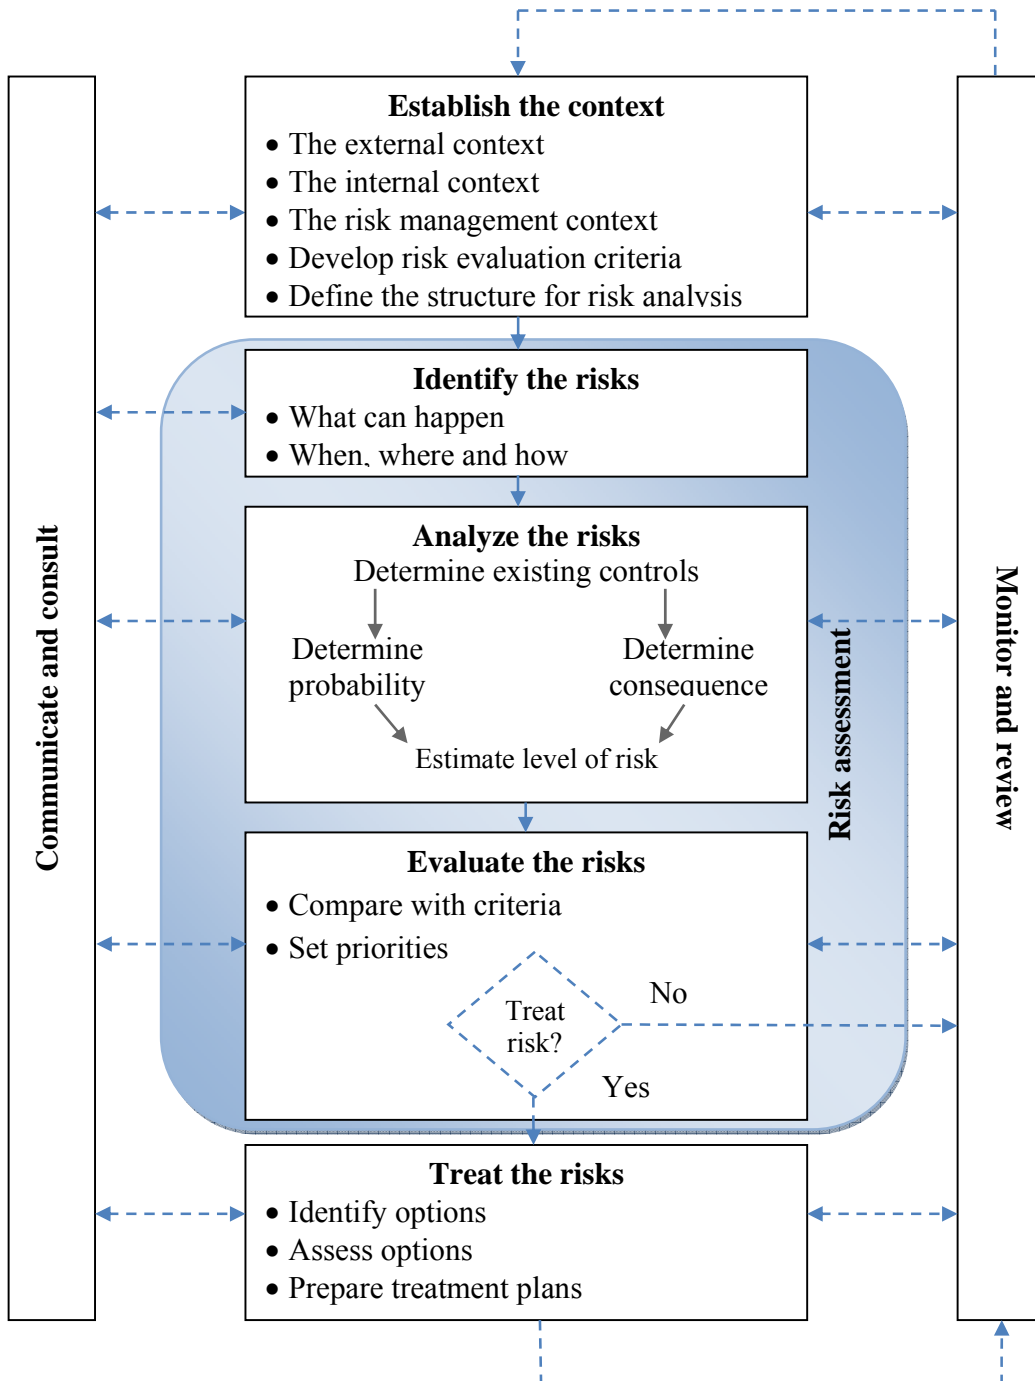 Establish the context
• The external context
• The internal context
• The risk management context
• Develop risk evaluation criteria
• Define the structure for risk analysis
Identify the risks
• What can happen
• When, where and how
Analyze the risks
Determine existing controls
Determine
probability
Determine
consequence
Estimate level of risk
Evaluate the risks
• Compare with criteria
• Set priorities
Treat
risk?
No
Yes
Treat the risks
• Identify options
• Assess options
• Prepare treatment plans
Communicate and consult
Risk assessment
Monitor and review